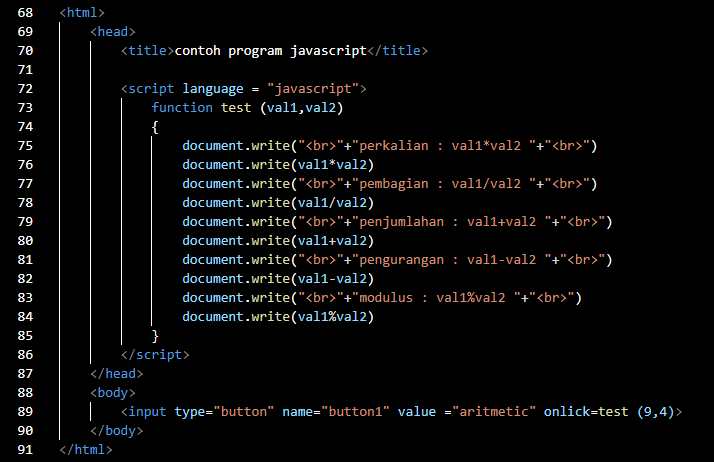 68 <html>
69     <head>
70         <title>contoh program javascript</title>
71
72         <script language = "javascript">
73             function test (val1,val2)
74             {
75                 document.write("<br>"+"perkalian : val1*val2 "+"<br>")
76                 document.write(val1*val2)
77                 document.write("<br>"+"pembagian : val1/val2 "+"<br>")
78                 document.write(val1/val2)
79                 document.write("<br>"+"penjumlahan : val1+val2 "+"<br>")
80                 document.write(val1+val2)
81                 document.write("<br>"+"pengurangan : val1-val2 "+"<br>")
82                 document.write(val1-val2)
83                 document.write("<br>"+"modulus : val1%val2 "+"<br>")
84                 document.write(val1%val2)
85             }
86         </script>
87     </head>
88     <body>
89         <input type="button" name="button1" value ="aritmetic" onlick=test (9,4)>
90     </body>
91 </html>